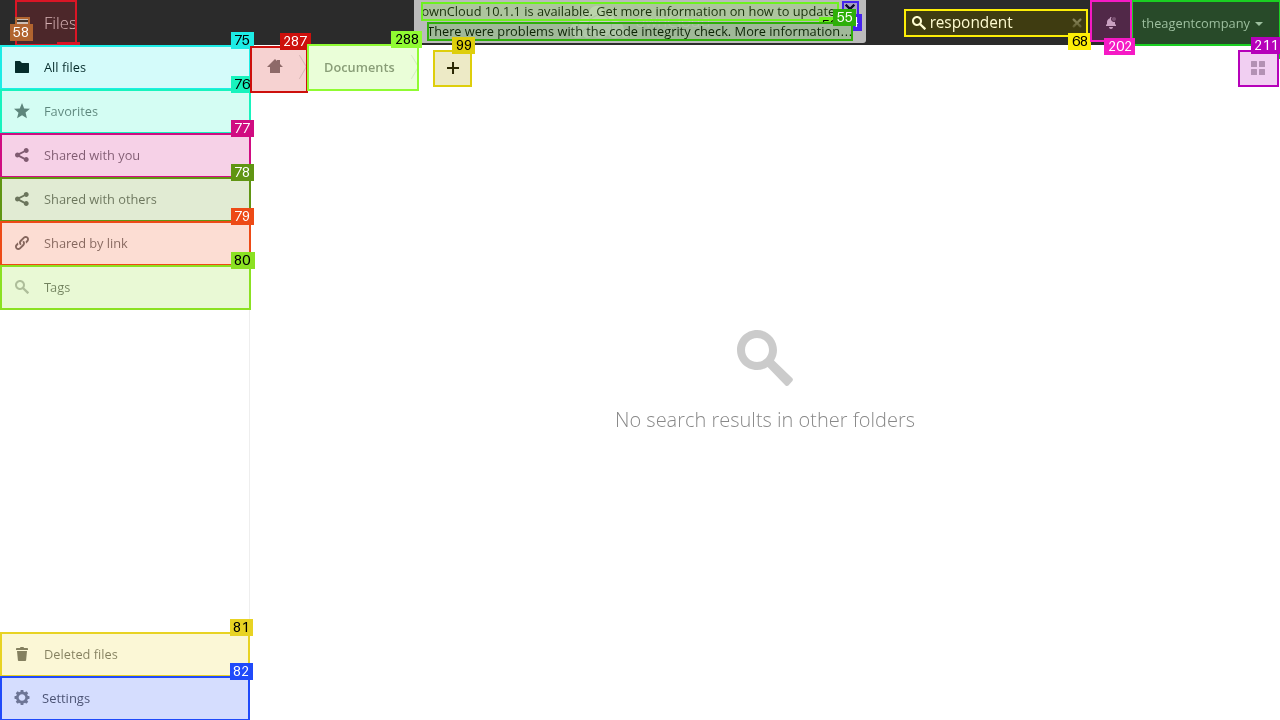 Files
58
ownCloud 10.1.1 is available. Get more information on how to update
There were problems with the code integrity check. More information…
55
respondent
68
202
theagentcompany
211
75
All files
76
Favorites
77
Shared with you
78
Shared with others
79
Shared by link
80
Tags
287
288
Documents
99
No search results in other folders
81
Deleted files
82
Settings